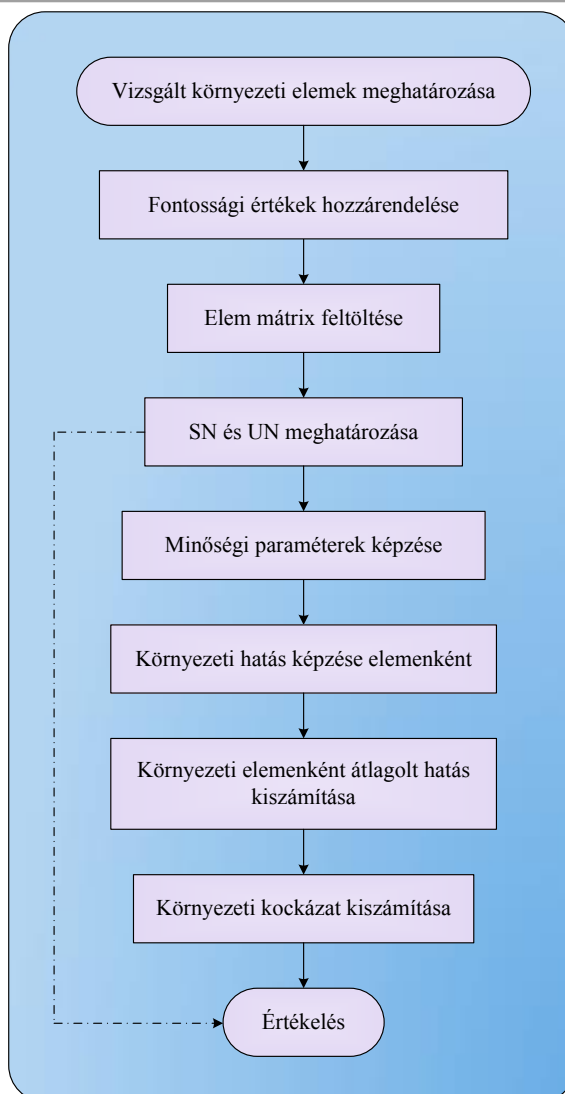 Vizsgált környezeti elemek meghatározása
Fontossági értékek hozzárendelése
Elem mátrix feltöltése
SN és UN meghatározása
Minőségi paraméterek képzése
Környezeti hatás képzése elemenként
Környezeti elemenként átlagolt hatás
kiszámítása
Környezeti kockázat kiszámítása
Értékelés